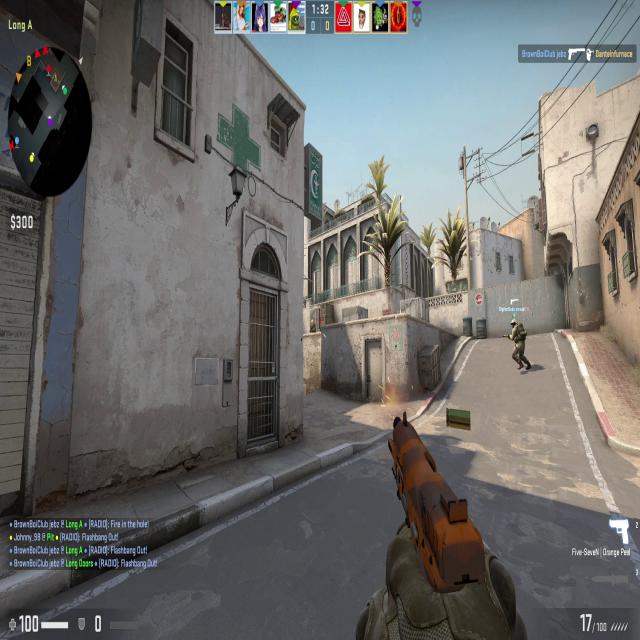 Long A
1:32
0 0
B
BrownBoiClub jebz Danteinfurnace
$300
BrownBoiClub jebz @ Long A • [RADIO]: Fire in the hole!
Johnny_98 @ Pit • [RADIO]: Flashbang Out!
BrownBoiClub jebz @ Long A • [RADIO]: Flashbang Out!
BrownBoiClub jebz @ Long Doors • [RADIO]: Flashbang Out!
2
Five-SeveN | Orange Peel
100 0
17/100